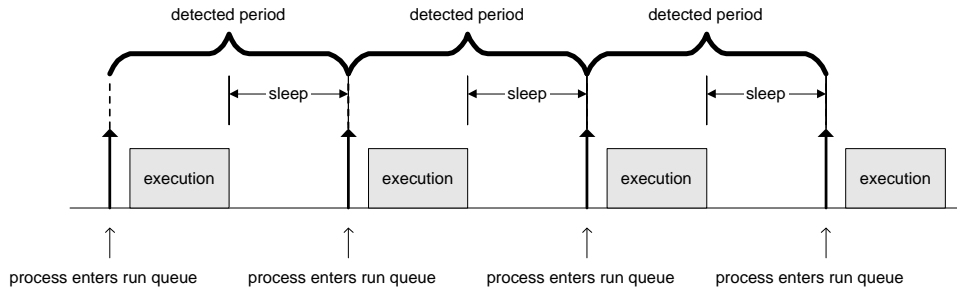 detected period
detected period
detected period
sleep
sleep
sleep
execution
execution
execution
execution
process enters run queue
process enters run queue
process enters run queue
process enters run queue